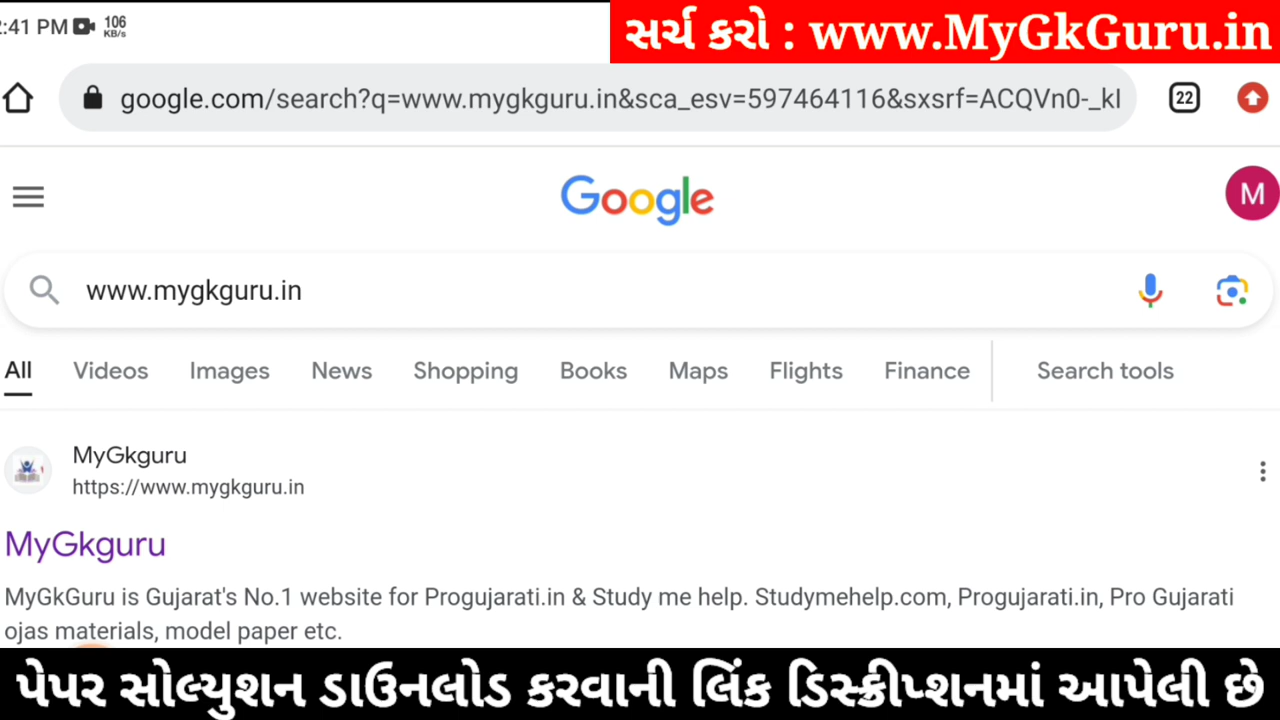 :41 PM 106 KB/s
સર્ચ કરો : www.MyGkGuru.in
google.com/search?q=www.mygkguru.in&sca_esv=597464116&sxsrf=ACQVn0-_kI
22
Google
M
www.mygkguru.in
All Videos Images News Shopping Books Maps Flights Finance Search tools
MyGkguru
https://www.mygkguru.in
MyGkguru
MyGkGuru is Gujarat's No.1 website for Progujarati.in & Study me help. Studymehelp.com, Progujarati.in, Pro Gujarati
ojas materials, model paper etc.
પેપર સોલ્યુશન ડાઉનલોડ કરવાની લિંક ડિસ્ક્રીપ્શનમાં આપેલી છે